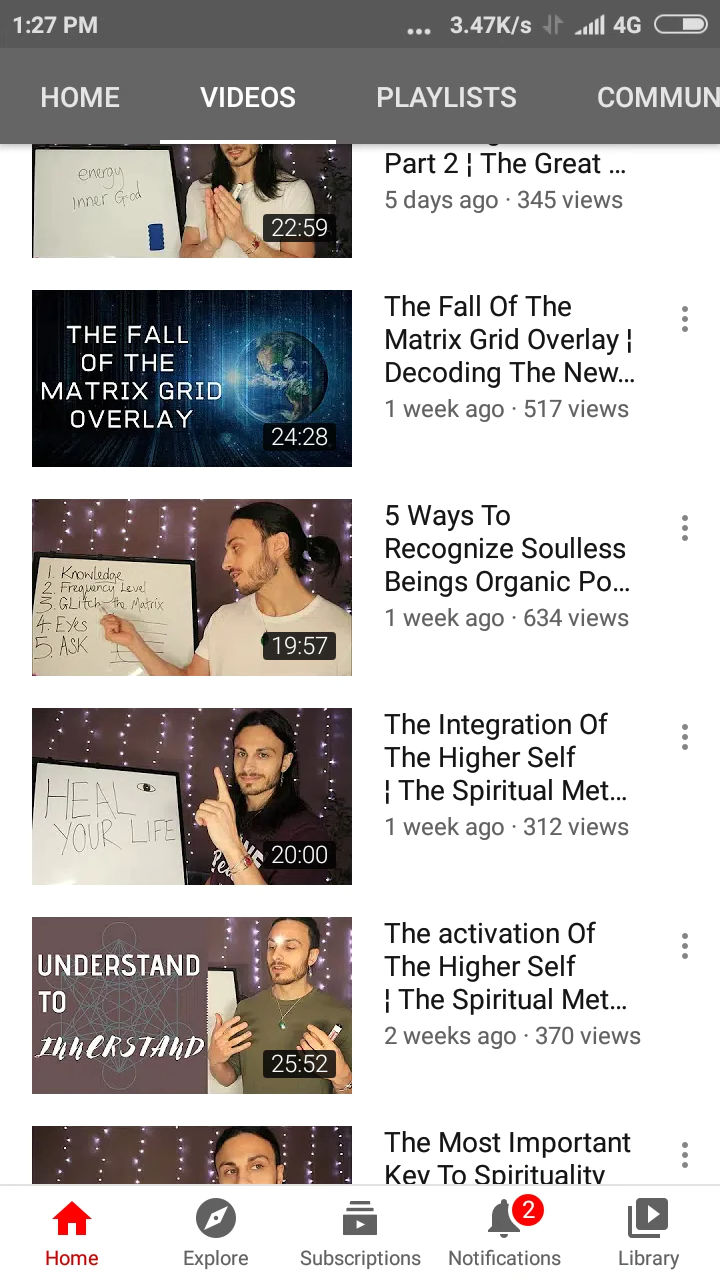 1:27 PM ... 3.47K/s 4G
HOME VIDEOS PLAYLISTS COMMUN
energy
Inner God
22:59
Part 2 ¦ The Great ...
5 days ago · 345 views
THE FALL
OF THE
MATRIX GRID
OVERLAY
24:28
The Fall Of The
Matrix Grid Overlay ¦
Decoding The New...
1 week ago · 517 views
1. Knowledge
2. Frequency Level
3. GLitch the Matrix
4. EYES
5. ASK
19:57
5 Ways To
Recognize Soulless
Beings Organic Po...
1 week ago · 634 views
HEAL
YOUR LIFE
20:00
The Integration Of
The Higher Self
¦ The Spiritual Met...
1 week ago · 312 views
UNDERSTAND
TO
INNERSTAND
25:52
The activation Of
The Higher Self
¦ The Spiritual Met...
2 weeks ago · 370 views
The Most Important
Key To Spirituality
2
Home Explore Subscriptions Notifications Library